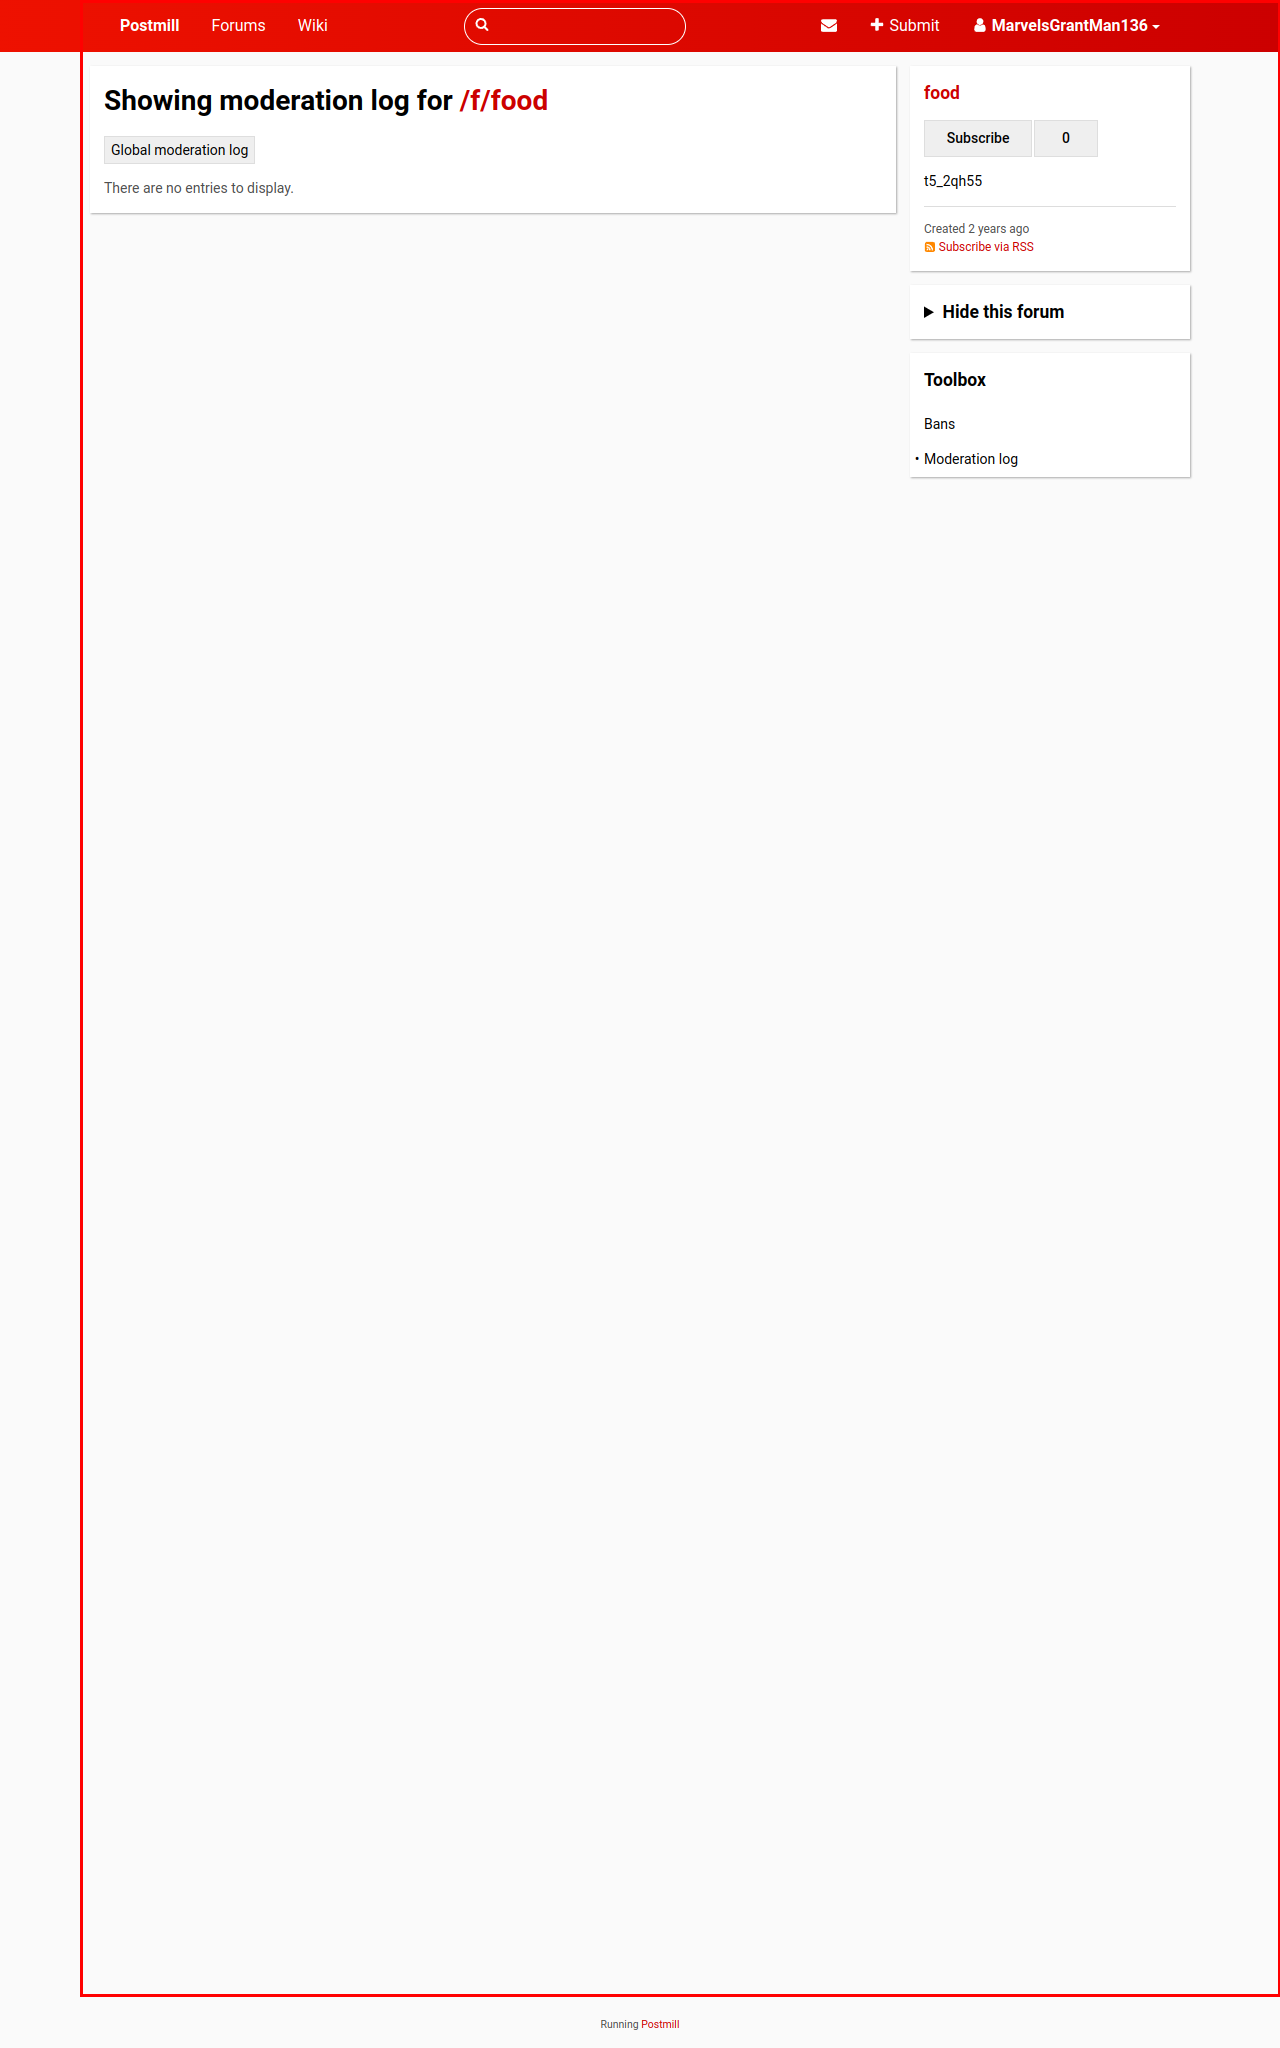 Postmill Forums Wiki Submit MarvelsGrantMan136
Showing moderation log for /f/food
Global moderation log
There are no entries to display.
food
Subscribe 0
t5_2qh55
Created 2 years ago
Subscribe via RSS
Hide this forum
Toolbox
Bans
• Moderation log
Running Postmill